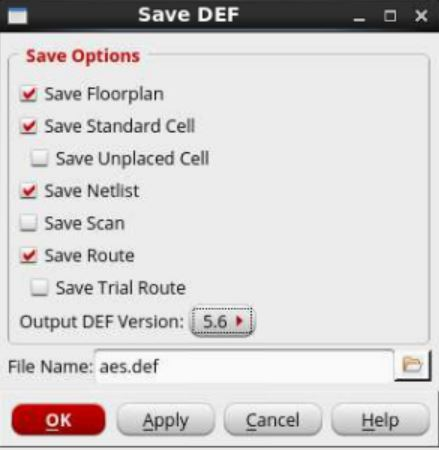 Save DEF
Save Options
Save Floorplan
Save Standard Cell
Save Unplaced Cell
Save Netlist
Save Scan
Save Route
Save Trial Route
Output DEF Version: 5.6
File Name: aes.def
OK Apply Cancel Help